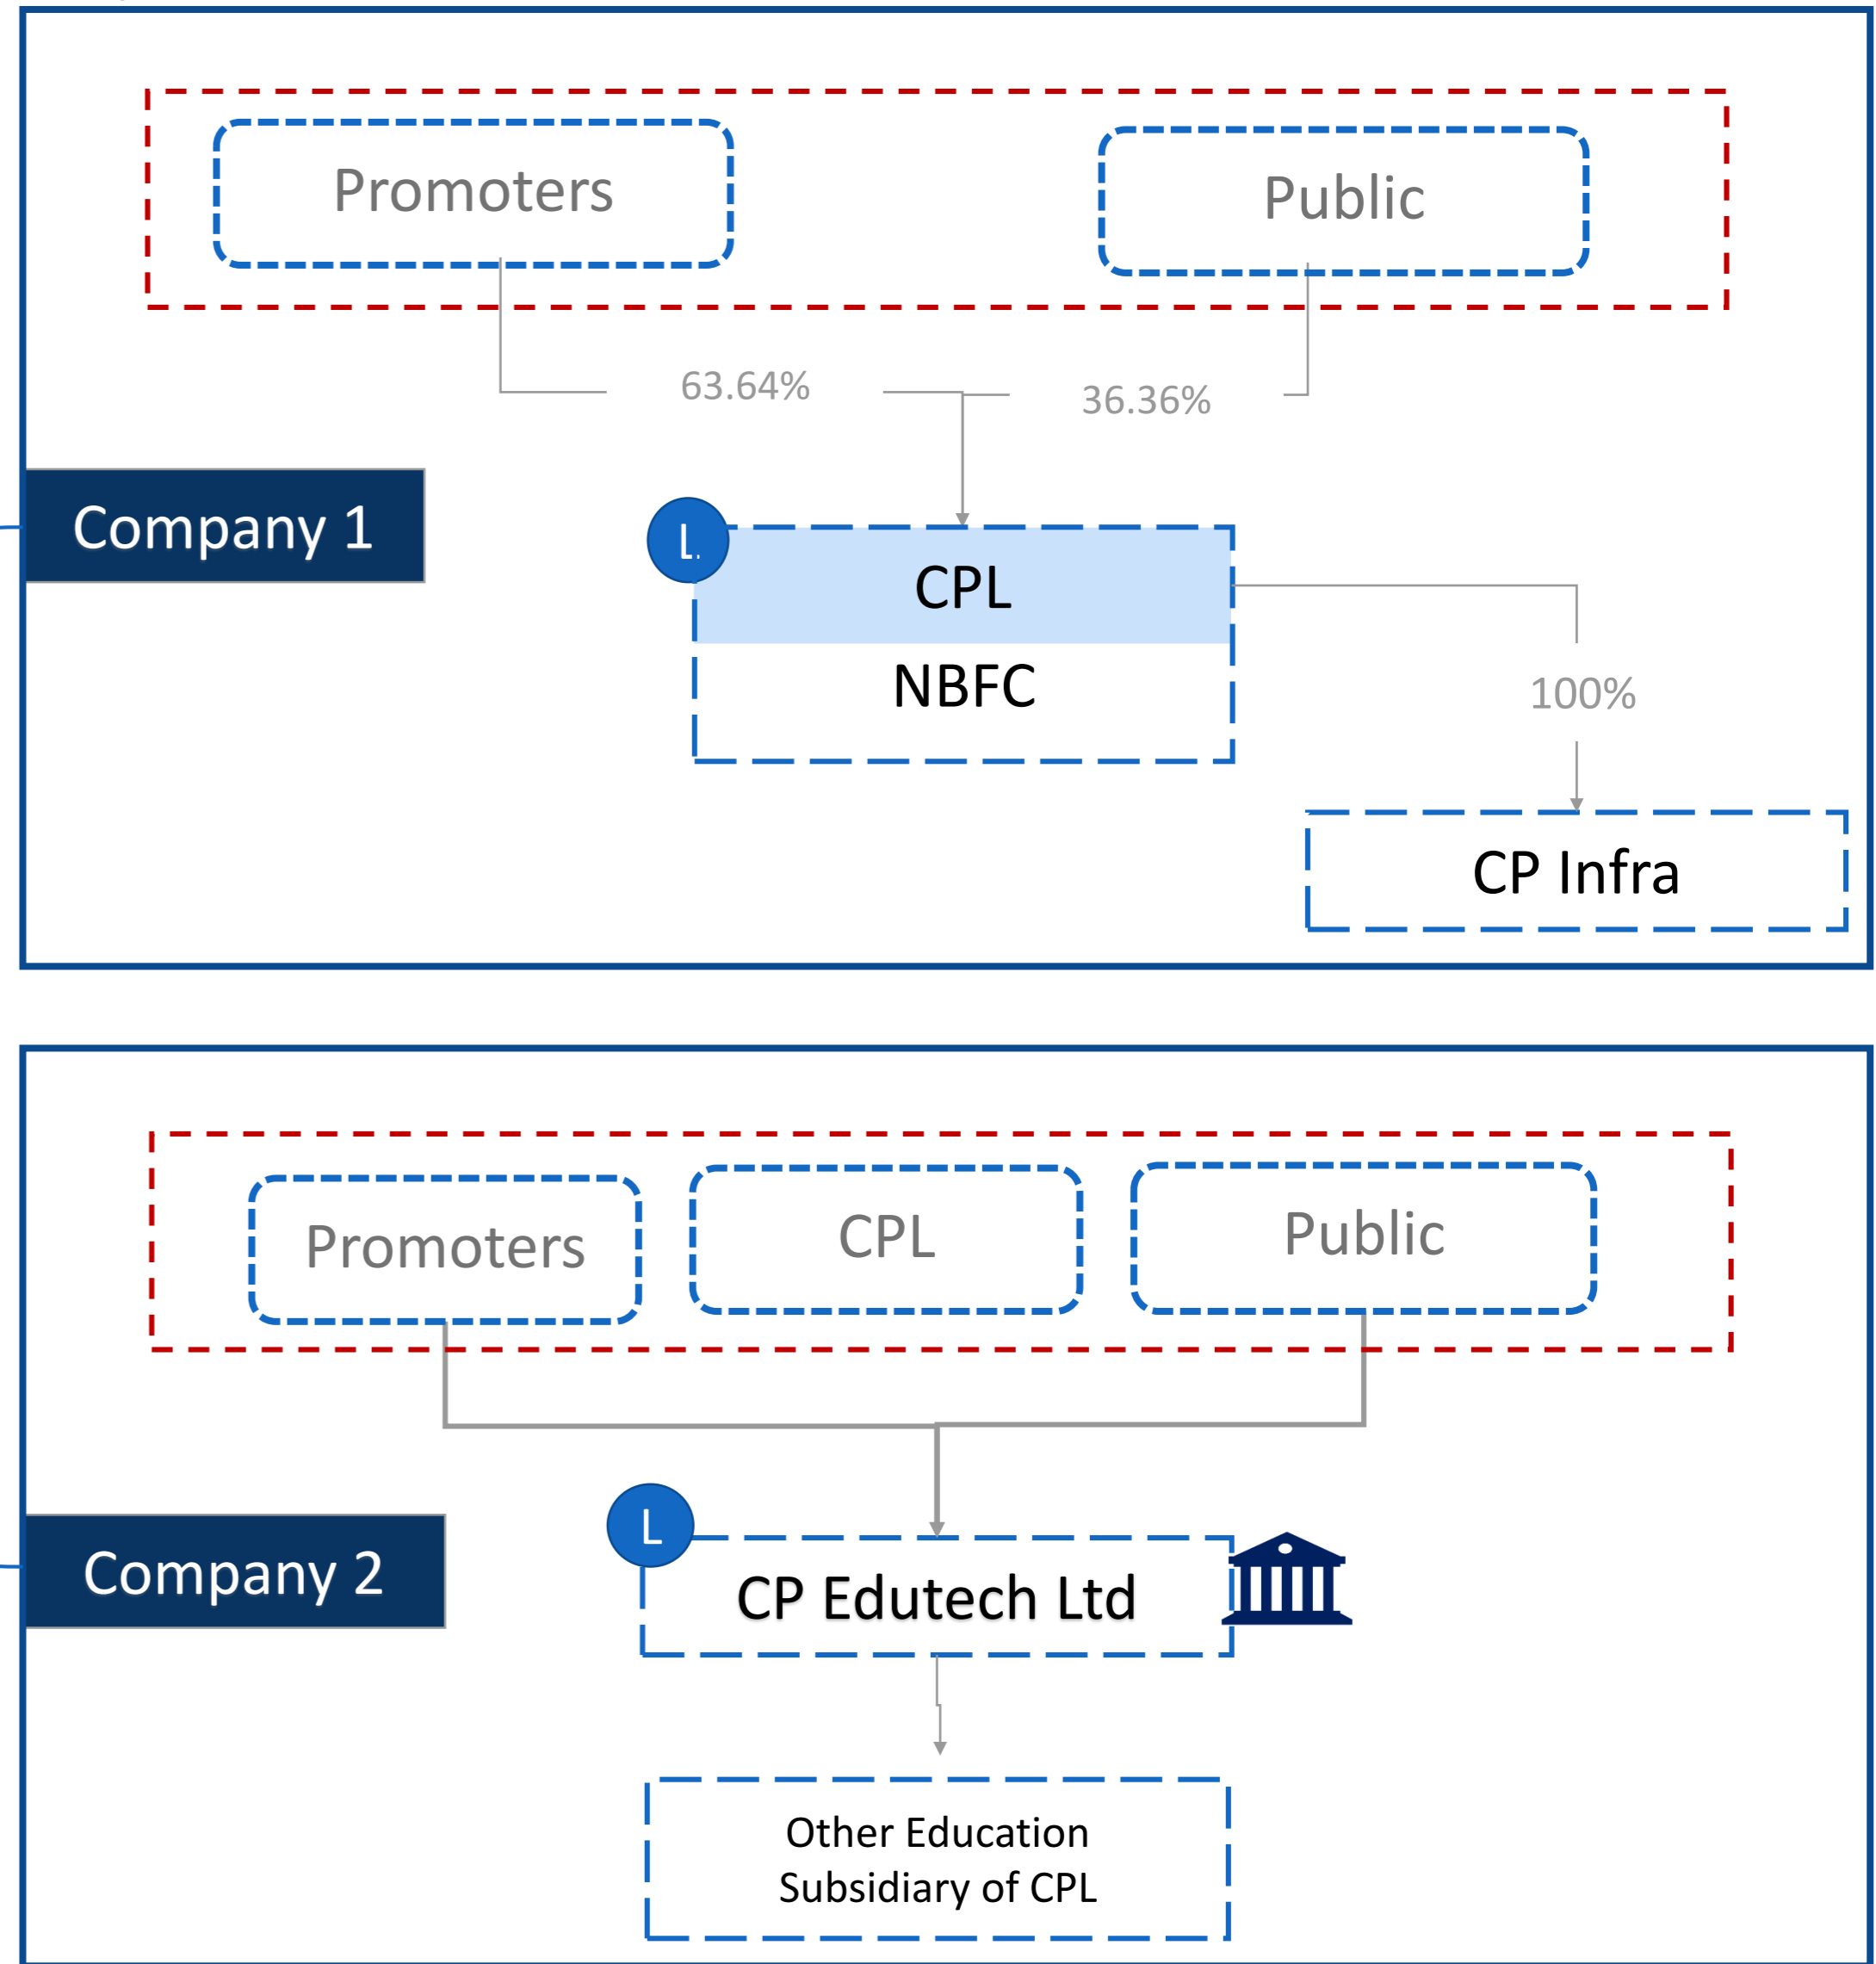 Promoters
Public
63.64%
36.36%
Company 1
L.
CPL
NBFC
100%
CP Infra
Promoters
CPL
Public
Company 2
L
CP Edutech Ltd
Other Education
Subsidiary of CPL